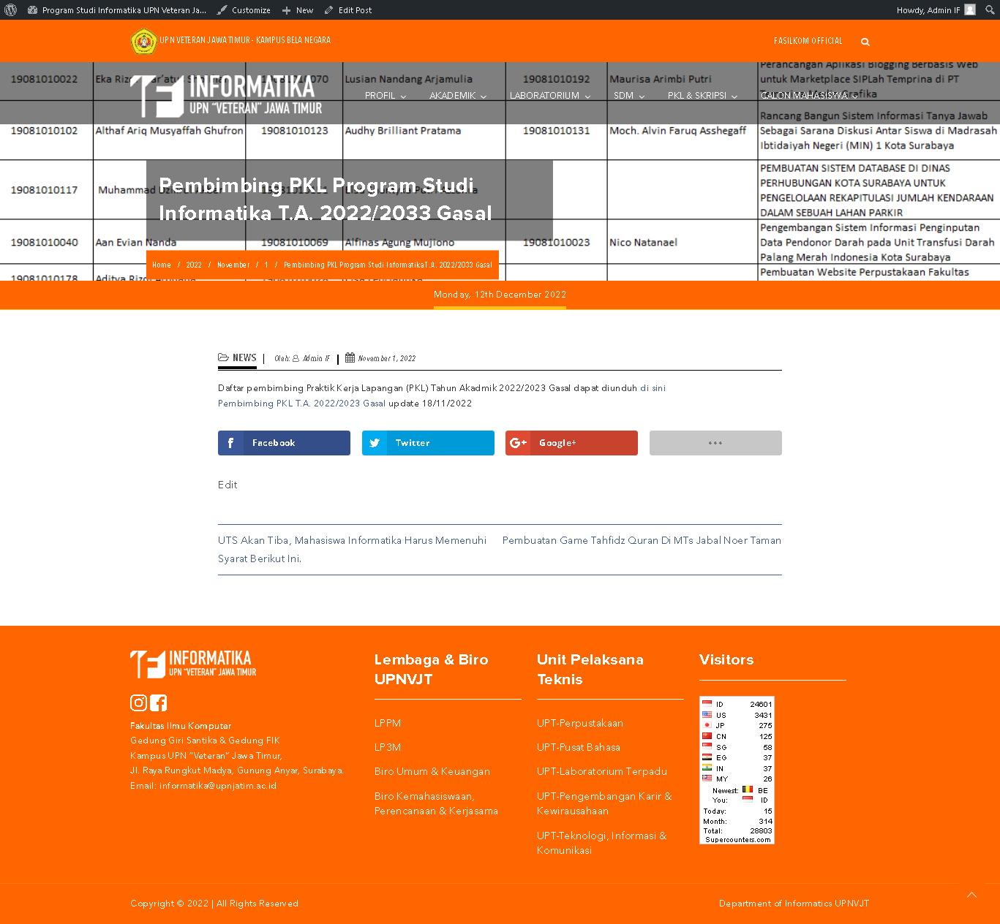 Program Studi Informatika UPN Veteran Ja... Customize New Edit Post Howdy, Admin IF
UPN VETERAN JAWA TIMUR - KAMPUS BELA NEGARA FASILKOM OFFICIAL
INFORMATIKA
UPN "VETERAN" JAWA TIMUR
PROFIL AKADEMIK LABORATORIUM SDM PKL & SKRIPSI CALON MAHASISWA
19081010022 Lusian Nandang Arjamulia 19081010192 Maurisa Arimbi Putri
Perancangan Aplikasi Blogging Berbasis Web
untuk Marketplace SIPLah Temprina di PT
19081010102 Althaf Ariq Musyaffah Ghufron 19081010123 Audhy Brilliant Pratama 19081010131 Moch. Alvin Faruq Asshegaff
Rancang Bangun Sistem Informasi Tanya Jawab
Sebagai Sarana Diskusi Antar Siswa di Madrasah
Ibtidaiyah Negeri (MIN) 1 Kota Surabaya
19081010117 Muhammad
PEMBUATAN SISTEM DATABASE DI DINAS
PERHUBUNGAN KOTA SURABAYA UNTUK
PENGELOLAAN REKAPITULASI JUMLAH KENDARAAN
DALAM SEBUAH LAHAN PARKIR
19081010040 Aan Evian Nanda 19081010069 Alfinas Agung Mujiono 19081010023 Nico Natanael
Pengembangan Sistem Informasi Penginputan
Data Pendonor Darah pada Unit Transfusi Darah
Palang Merah Indonesia Kota Surabaya
19081010178 Aditya
Pembuatan Website Perpustakaan Fakultas
Pembimbing PKL Program Studi
Informatika T.A. 2022/2033 Gasal
Home / 2022 / November / 1 / Pembimbing PKL Program Studi Informatika T.A. 2022/2033 Gasal
Monday, 12th December 2022
NEWS | Oleh: Admin IF | November 1, 2022
Daftar pembimbing Praktik Kerja Lapangan (PKL) Tahun Akadmik 2022/2023 Gasal dapat diunduh di sini
Pembimbing PKL T.A. 2022/2023 Gasal update 18/11/2022
Facebook Twitter Google+ •••
Edit
UTS Akan Tiba, Mahasiswa Informatika Harus Memenuhi
Syarat Berikut Ini.
Pembuatan Game Tahfidz Quran Di MTs Jabal Noer Taman
INFORMATIKA
UPN "VETERAN" JAWA TIMUR
Fakultas Ilmu Komputer
Gedung Giri Santika & Gedung FIK
Kampus UPN "Veteran" Jawa Timur,
Jl. Raya Rungkut Madya, Gunung Anyar, Surabaya.
Email: informatika@upnjatim.ac.id
Lembaga & Biro
UPNVJT
LPPM
LP3M
Biro Umum & Keuangan
Biro Kemahasiswaan,
Perencanaan & Kerjasama
Unit Pelaksana
Teknis
UPT-Perpustakaan
UPT-Pusat Bahasa
UPT-Laboratorium Terpadu
UPT-Pengembangan Karir &
Kewirausahaan
UPT-Teknologi, Informasi &
Komunikasi
Visitors
ID 24601
US 3431
JP 275
CN 125
SG 58
EG 37
IN 37
MY 26
Newest: BE
You: ID
Today: 15
Month: 314
Total: 28803
Supercounters.com
Copyright © 2022 | All Rights Reserved
Department of Informatics UPNVJT